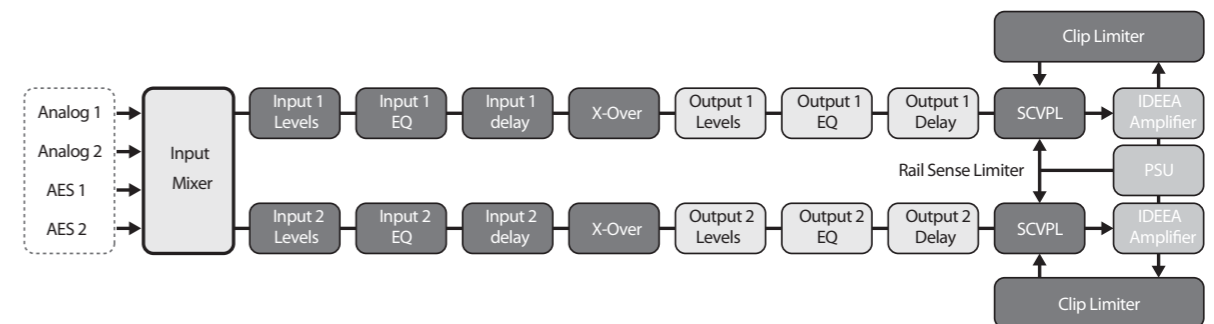 Clip Limiter
Analog 1
Analog 2
AES 1
AES 2
Input
Mixer
Input 1
Levels
Input 1
EQ
Input 1
delay
X-Over
Output 1
Levels
Output 1
EQ
Output 1
Delay
SCVPL
IDEEA
Amplifier
Rail Sense Limiter
PSU
Input 2
Levels
Input 2
EQ
Input 2
delay
X-Over
Output 2
Levels
Output 2
EQ
Output 2
Delay
SCVPL
IDEEA
Amplifier
Clip Limiter